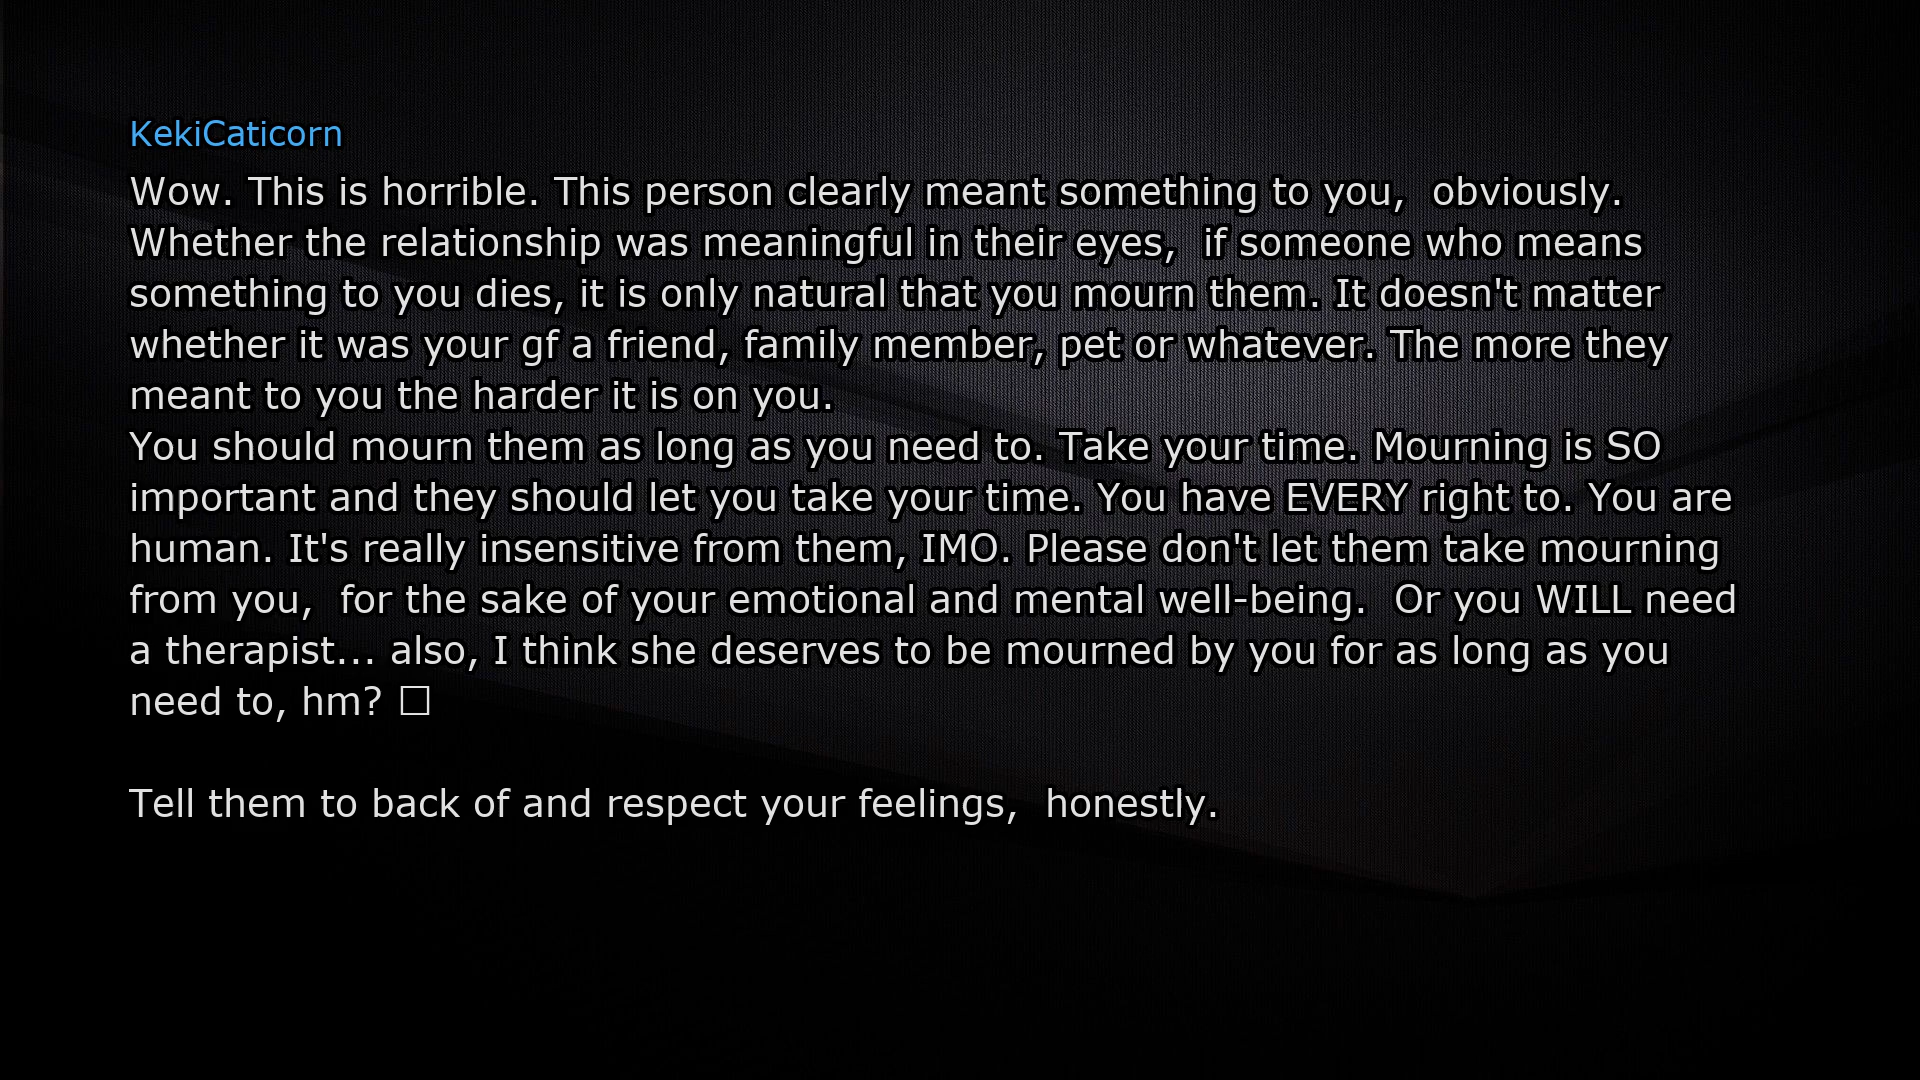 KekiCaticorn
Wow. This is horrible. This person clearly meant something to you,  obviously.
Whether the relationship was meaningful in their eyes,  if someone who means
something to you dies, it is only natural that you mourn them. It doesn't matter
whether it was your gf a friend, family member, pet or whatever. The more they
meant to you the harder it is on you.
You should mourn them as long as you need to. Take your time. Mourning is SO
important and they should let you take your time. You have EVERY right to. You are
human. It's really insensitive from them, IMO. Please don't let them take mourning
from you,  for the sake of your emotional and mental well-being.  Or you WILL need
a therapist... also, I think she deserves to be mourned by you for as long as you
need to, hm? □
Tell them to back of and respect your feelings,  honestly.